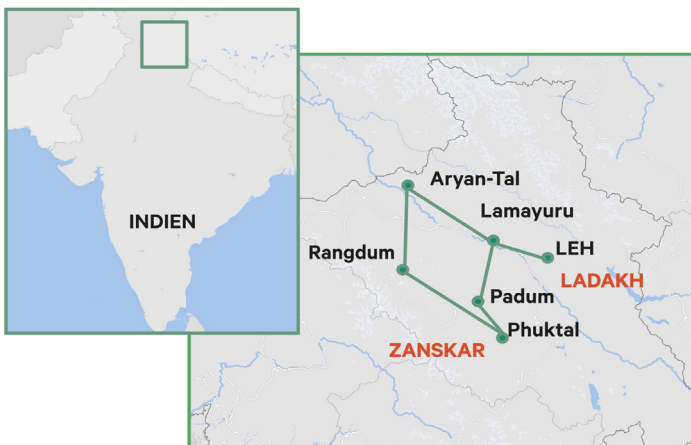 INDIEN
Aryan-Tal
Lamayuru
Rangdum
LEH
LADAKH
Padum
Phuktal
ZANSKAR